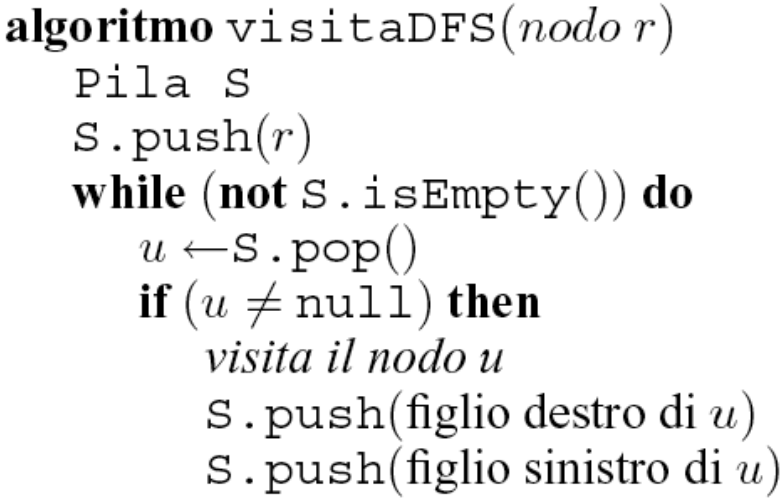 algoritmo visitaDFS(nodo r)
Pila S
S.push(r)
while (not S.isEmpty()) do
u ←S.pop()
if (u ≠ null) then
visita il nodo u
S.push(figlio destro di u)
S.push(figlio sinistro di u)